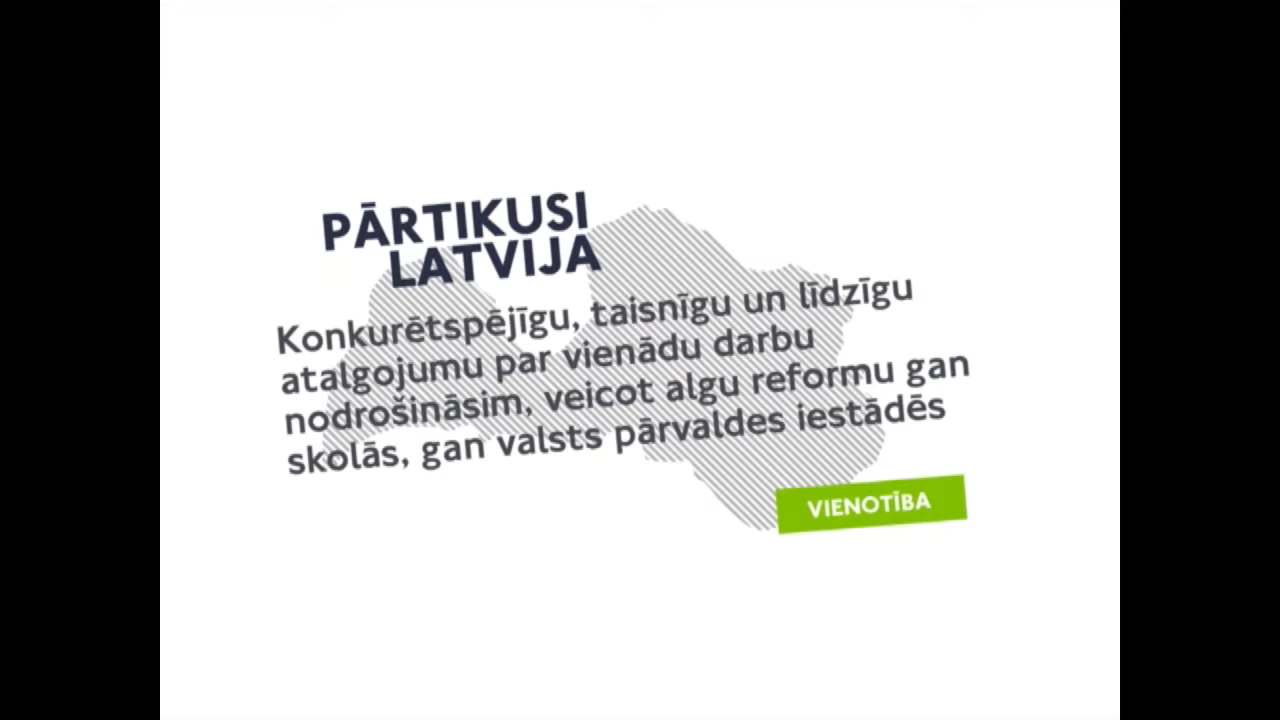 PĀRTIKUSI
LATVIJA
Konkurētspējīgu, taisnīgu un līdzīgu
atalgojumu par vienādu darbu
nodrošināsim, veicot algu reformu gan
skolās, gan valsts pārvaldes iestādēs
VIENOTĪBA